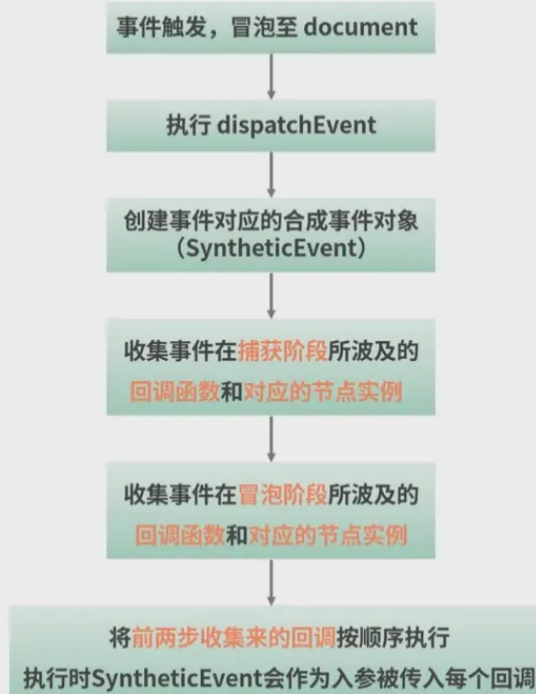 事件触发，冒泡至 document
执行 dispatchEvent
创建事件对应的合成事件对象
（SyntheticEvent）
收集事件在捕获阶段所波及的
回调函数和对应的节点实例
收集事件在冒泡阶段所波及的
回调函数和对应的节点实例
将前两步收集来的回调按顺序执行
执行时SyntheticEvent会作为入参被传入每个回调